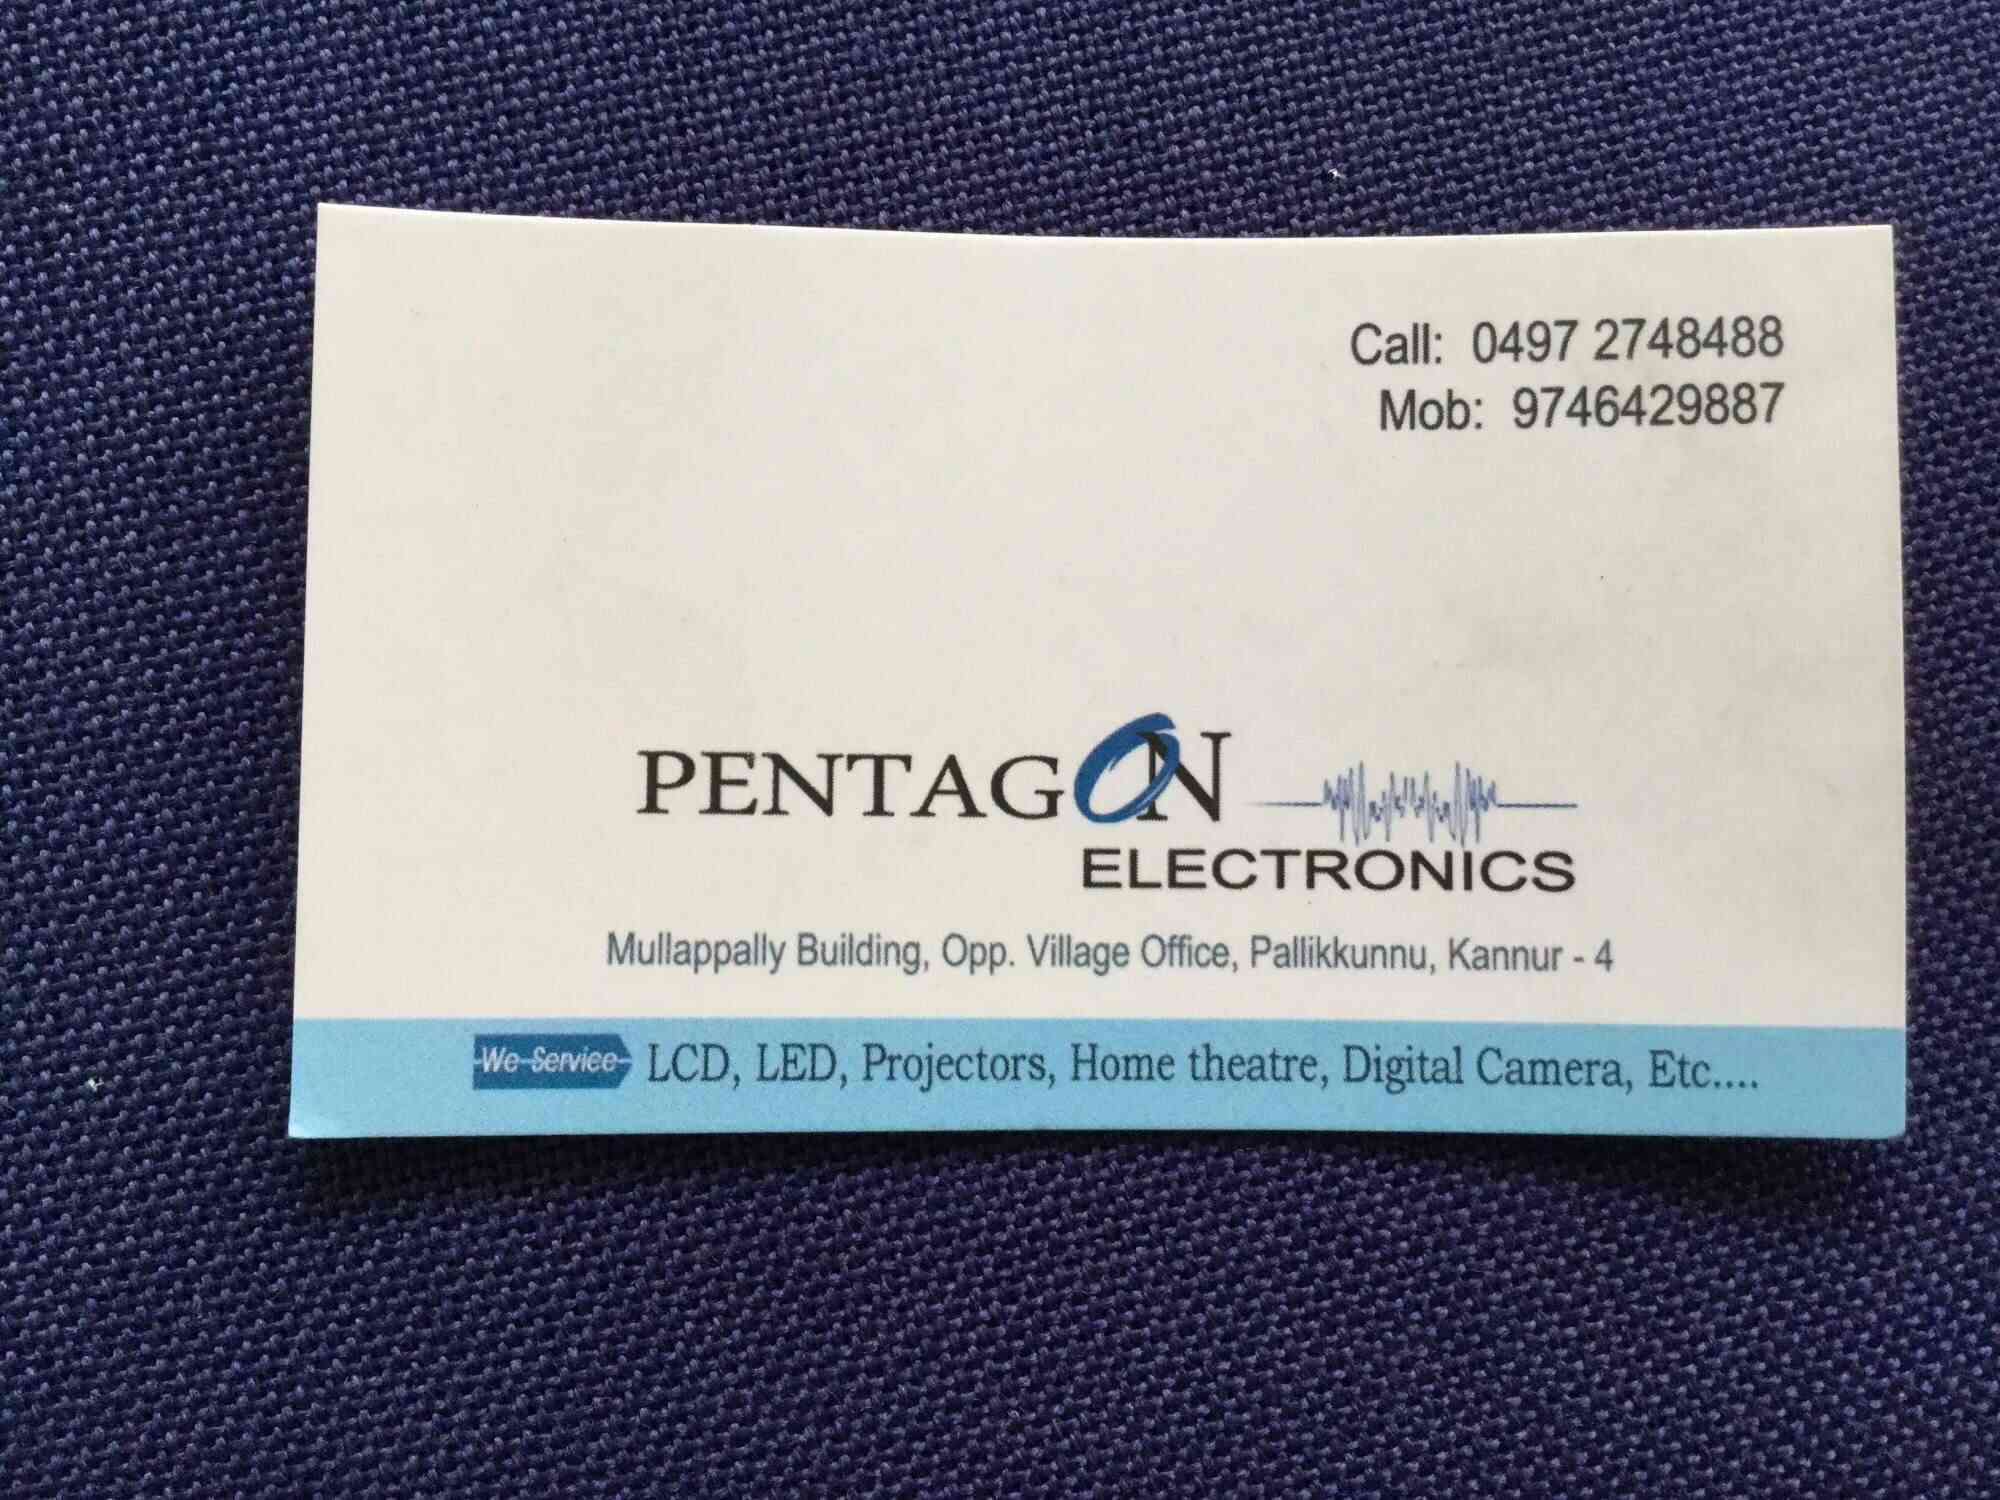 Call: 0497 2748488
Mob: 9746429887
PENTAGON
ELECTRONICS
Mullappally Building, Opp. Village Office, Pallikkunnu, Kannur - 4
We Service LCD, LED, Projectors, Home theatre, Digital Camera, Etc....